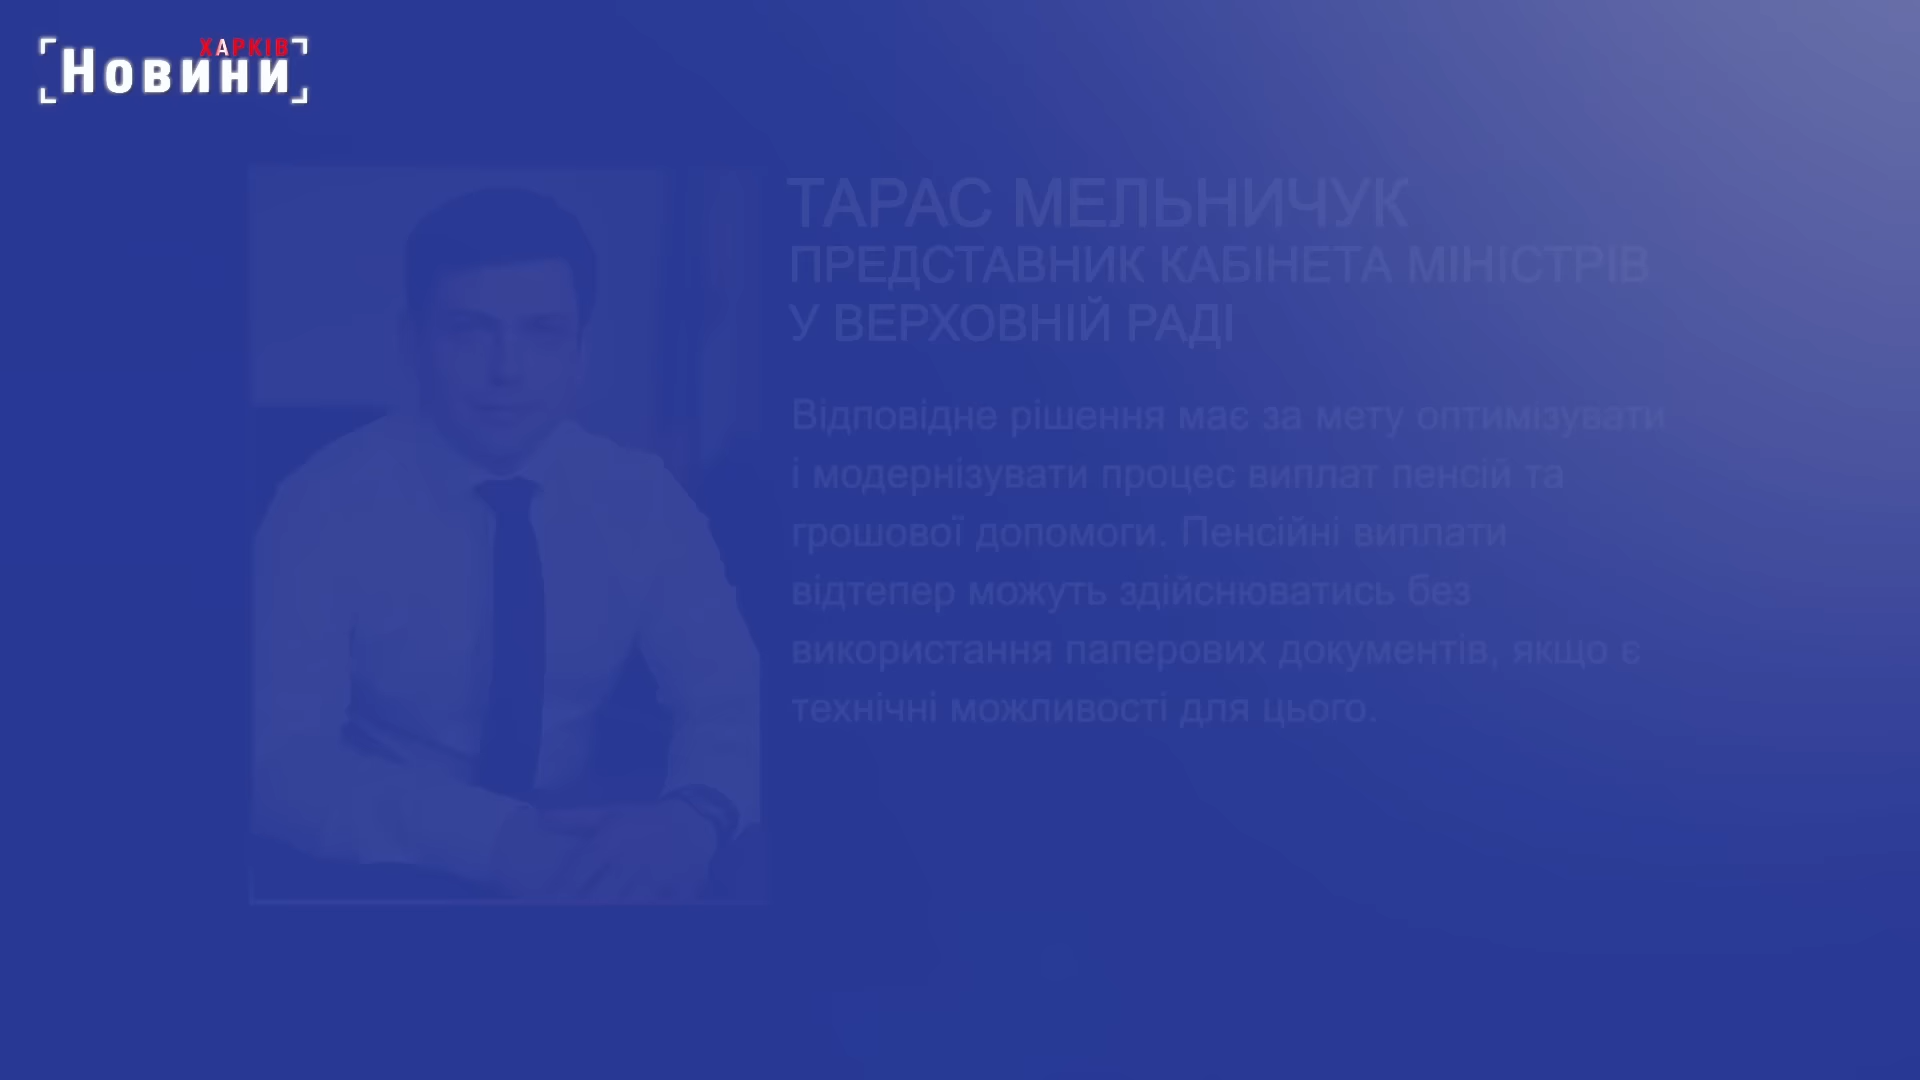 ХАРКІВ
Новини
ТАРАС МЕЛЬНИЧУК
ПРЕДСТАВНИК КАБІНЕТА МІНІСТРІВ
У ВЕРХОВНІЙ РАДІ
Відповідне рішення має за мету оптимізувати
і модернізувати процес виплат пенсій та
грошової допомоги. Пенсійні виплати
відтепер можуть здійснюватись без
використання паперових документів, якщо є
технічні можливості для цього.